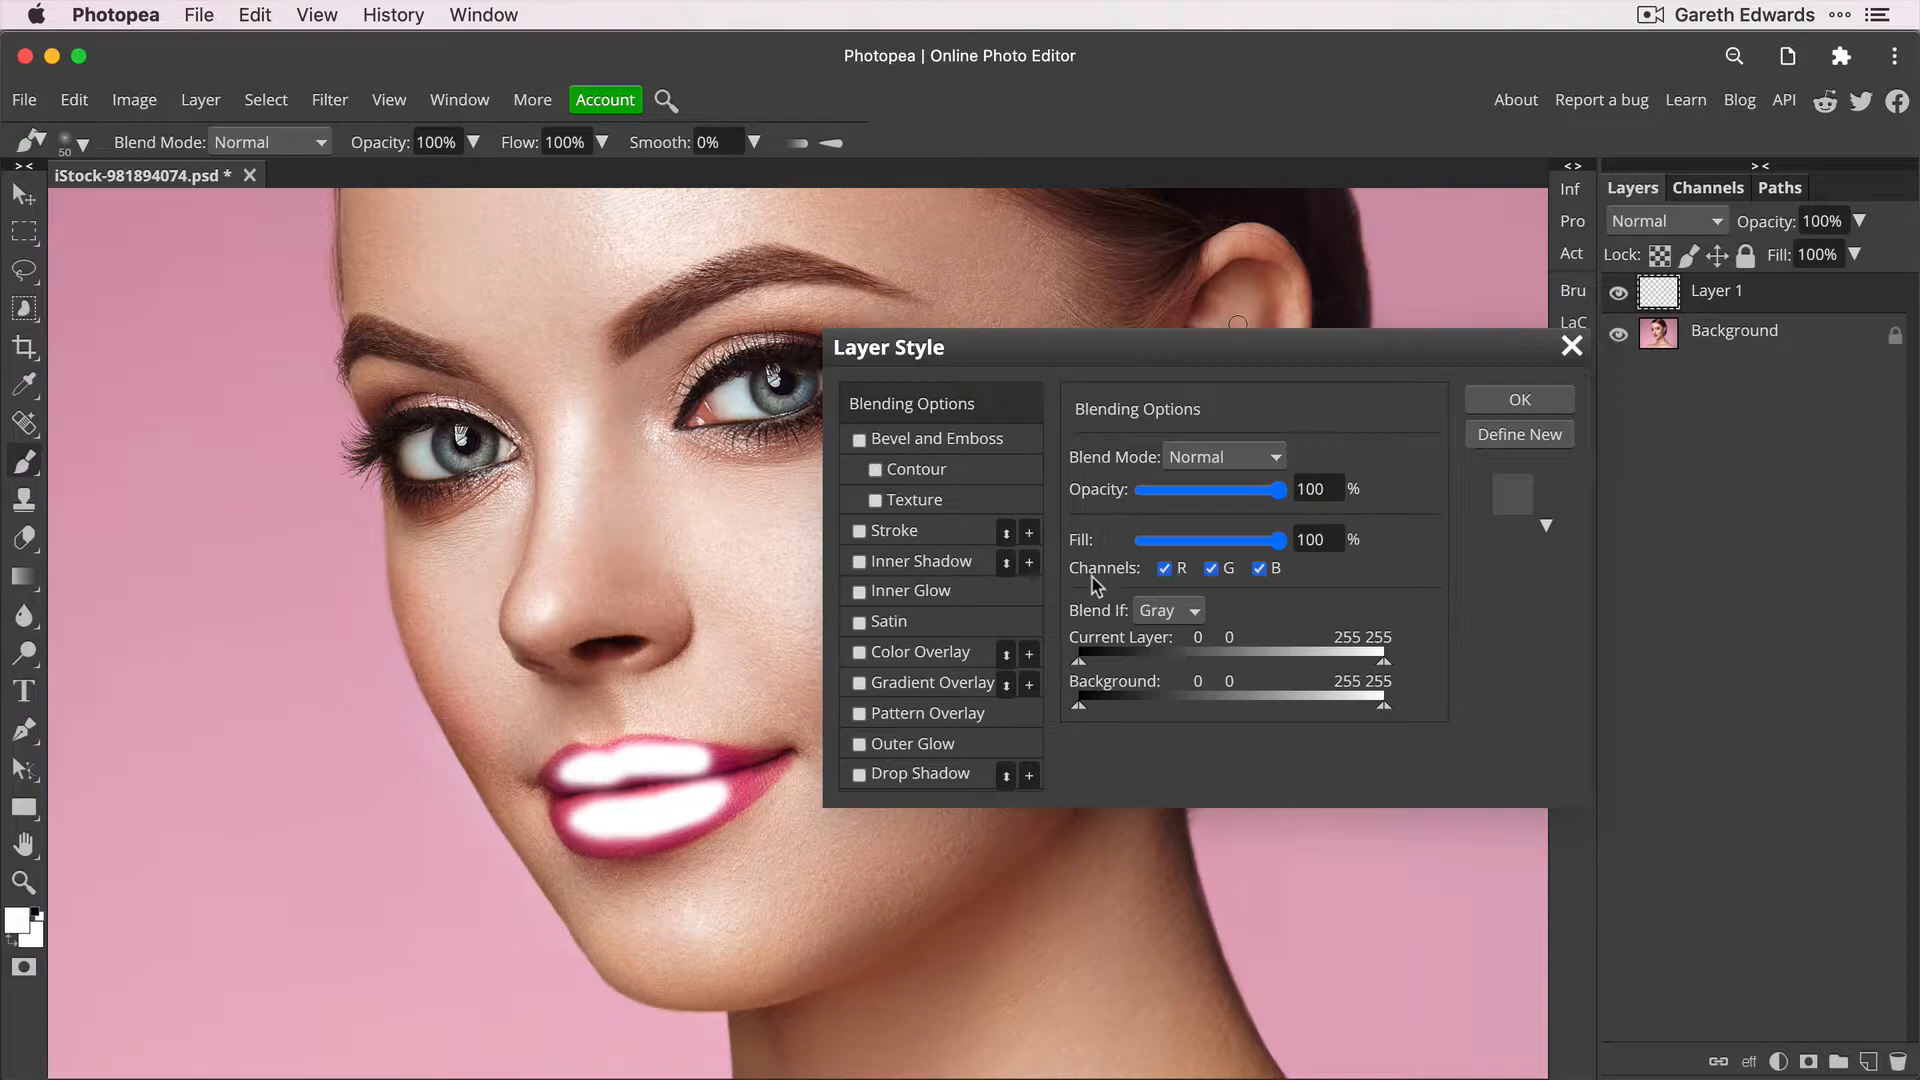 Photopea File Edit View History Window Gareth Edwards
Photopea | Online Photo Editor
File Edit Image Layer Select Filter View Window More Account About Report a bug Learn Blog API
50 Blend Mode: Normal Opacity: 100% Flow: 100% Smooth: 0%
> < < > > <
iStock-981894074.psd *
Inf
Pro
Act
Bru
LaC
Layers Channels Paths
Normal Opacity: 100%
Lock: Fill: 100%
Layer 1
Background
Layer Style
Blending Options
Bevel and Emboss
Contour
Texture
Stroke +
Inner Shadow +
Inner Glow
Satin
Color Overlay +
Gradient Overlay +
Pattern Overlay
Outer Glow
Drop Shadow +
Blending Options
Blend Mode: Normal
Opacity: 100 %
Fill: 100 %
Channels: R G B
Blend If: Gray
Current Layer: 0 0 255 255
Background: 0 0 255 255
OK
Define New
T
eff